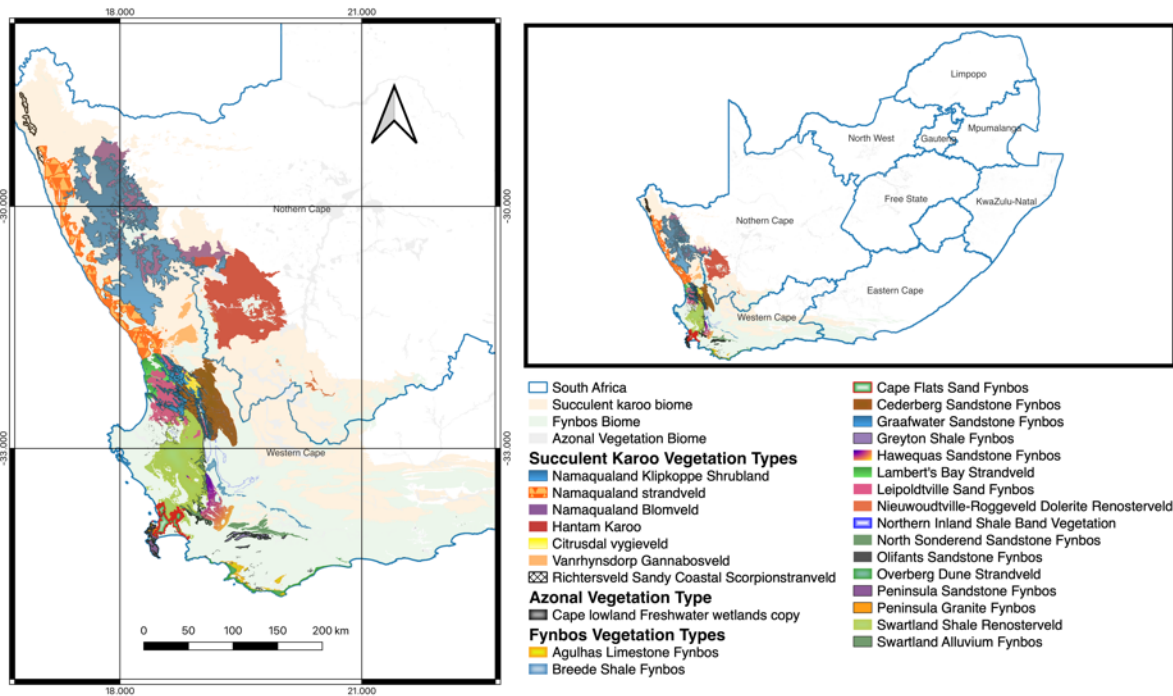 18.000
21.000
-30.000
-30.000
Nothern Cape
-33.000
-33.000
Western Cape
0
50
100
150
200 km
18.000
21.000
Limpopo
North West
Gauteng
Mpumalanga
Free State
KwaZulu-Natal
Nothern Cape
Eastern Cape
Western Cape
South Africa
Succulent karoo biome
Fynbos Biome
Azonal Vegetation Biome
Succulent Karoo Vegetation Types
Namaqualand Klipkoppe Shrubland
Namaqualand strandveld
Namaqualand Blomveld
Hantam Karoo
Citrusdal vygieveld
Vanrhynsdorp Gannabosveld
Richtersveld Sandy Coastal Scorpionstranveld
Azonal Vegetation Type
Cape lowland Freshwater wetlands copy
Fynbos Vegetation Types
Agulhas Limestone Fynbos
Breede Shale Fynbos
Cape Flats Sand Fynbos
Cederberg Sandstone Fynbos
Graafwater Sandstone Fynbos
Greyton Shale Fynbos
Hawequas Sandstone Fynbos
Lambert's Bay Strandveld
Leipoldtville Sand Fynbos
Nieuwoudtville-Roggeveld Dolerite Renosterveld
Northern Inland Shale Band Vegetation
North Sonderend Sandstone Fynbos
Olifants Sandstone Fynbos
Overberg Dune Strandveld
Peninsula Sandstone Fynbos
Peninsula Granite Fynbos
Swartland Shale Renosterveld
Swartland Alluvium Fynbos